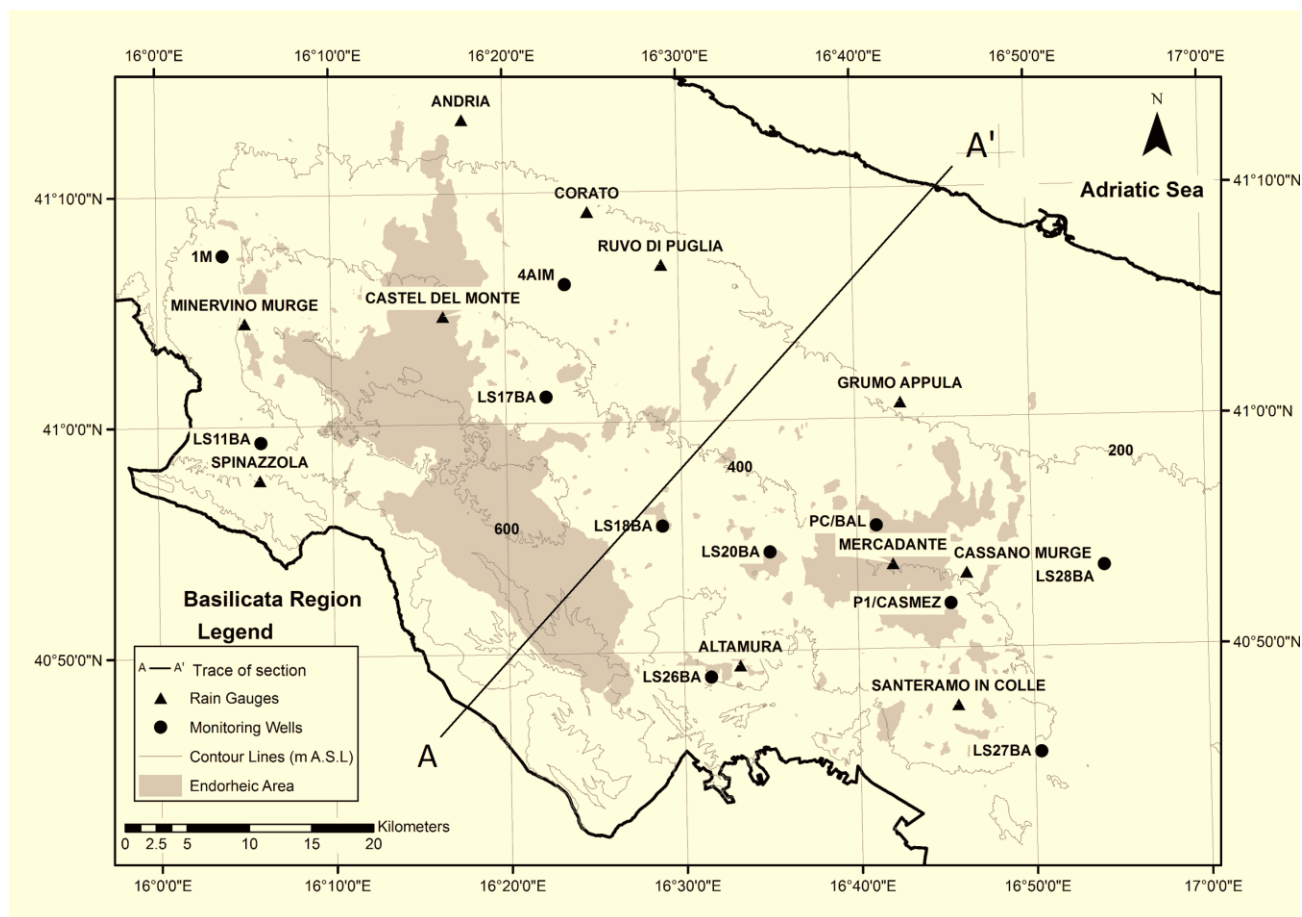 16°0'0"E 16°10'0"E 16°20'0"E 16°30'0"E 16°40'0"E 16°50'0"E 17°0'0"E
ANDRIA
N
A'
41°10'0"N
CORATO
Adriatic Sea
41°10'0"N
RUVO DI PUGLIA
1M
4AIM
MINERVINO MURGE
CASTEL DEL MONTE
GRUMO APPULA
LS17BA
41°0'0"N
41°0'0"N
LS11BA
SPINAZZOLA
400
200
600
LS18BA
PC/BAL
LS20BA
MERCADANTE
CASSANO MURGE
LS28BA
P1/CASMEZ
Basilicata Region
Legend
40°50'0"N
40°50'0"N
ALTAMURA
LS26BA
SANTERAMO IN COLLE
LS27BA
A
A A' Trace of section
Rain Gauges
Monitoring Wells
Contour Lines (m A.S.L)
Endorheic Area
Kilometers
0 2.5 5 10 15 20
16°0'0"E 16°10'0"E 16°20'0"E 16°30'0"E 16°40'0"E 16°50'0"E 17°0'0"E